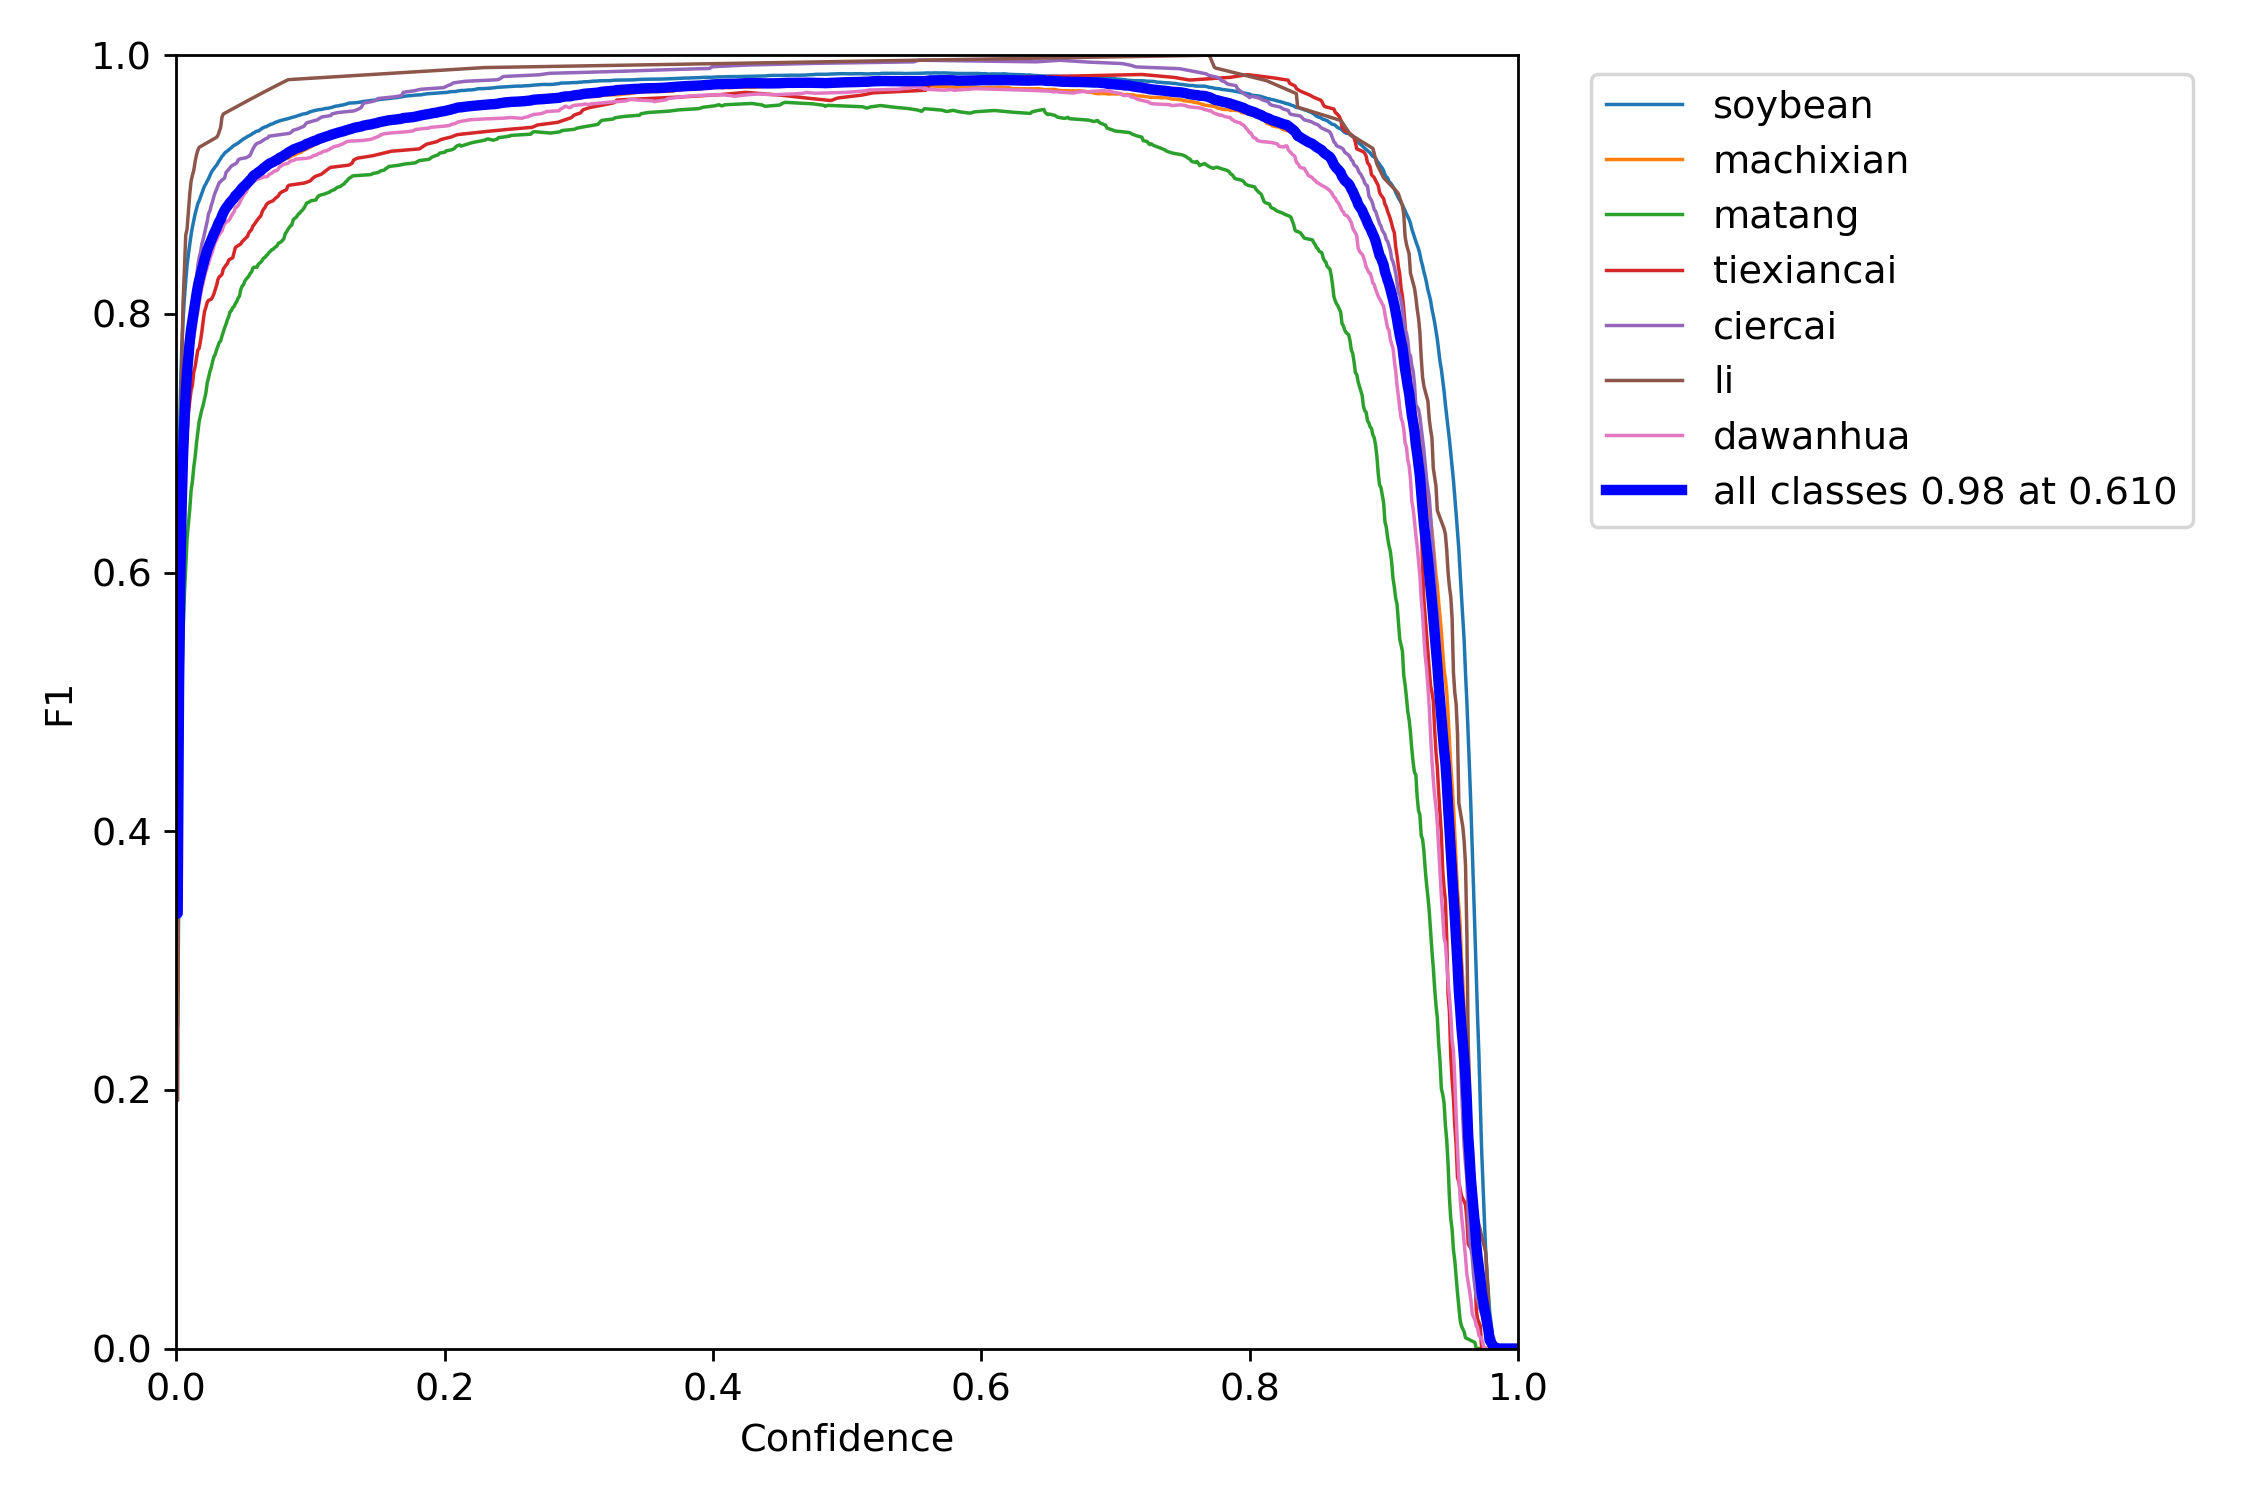 1.0
0.8
0.6
0.4
0.2
0.0
F1
0.0 0.2 0.4 0.6 0.8 1.0
Confidence
soybean
machixian
matang
tiexiancai
ciercai
li
dawanhua
all classes 0.98 at 0.610